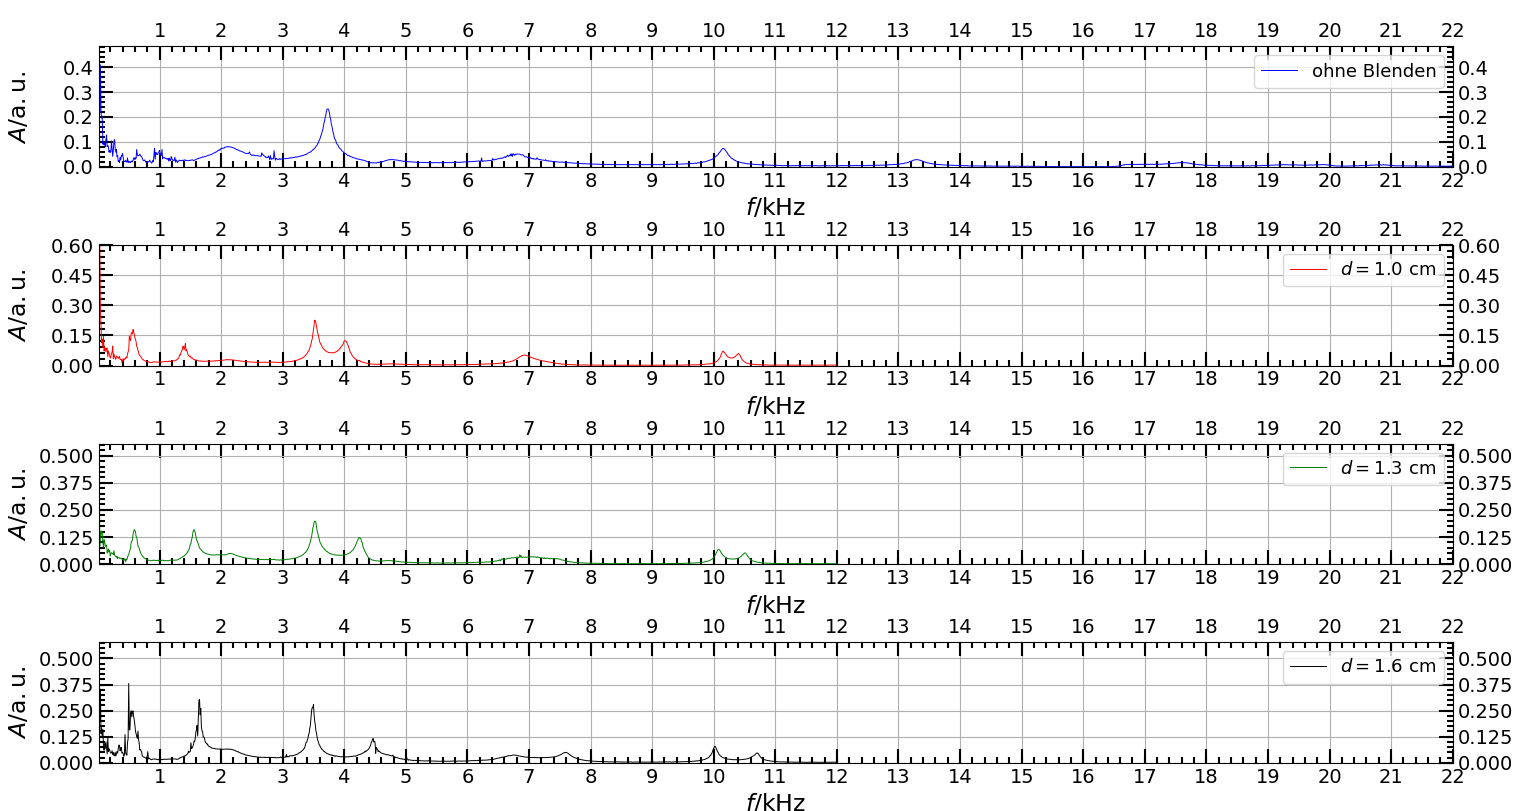 1 2 3 4 5 6 7 8 9 10 11 12 13 14 15 16 17 18 19 20 21 22
A/a. u.
0.4 0.3 0.2 0.1 0.0
ohne Blenden
0.4 0.3 0.2 0.1 0.0
1 2 3 4 5 6 7 8 9 10 11 12 13 14 15 16 17 18 19 20 21 22
f/kHz
1 2 3 4 5 6 7 8 9 10 11 12 13 14 15 16 17 18 19 20 21 22
A/a. u.
0.60 0.45 0.30 0.15 0.00
d = 1.0 cm
0.60 0.45 0.30 0.15 0.00
1 2 3 4 5 6 7 8 9 10 11 12 13 14 15 16 17 18 19 20 21 22
f/kHz
1 2 3 4 5 6 7 8 9 10 11 12 13 14 15 16 17 18 19 20 21 22
A/a. u.
0.500 0.375 0.250 0.125 0.000
d = 1.3 cm
0.500 0.375 0.250 0.125 0.000
1 2 3 4 5 6 7 8 9 10 11 12 13 14 15 16 17 18 19 20 21 22
f/kHz
1 2 3 4 5 6 7 8 9 10 11 12 13 14 15 16 17 18 19 20 21 22
A/a. u.
0.500 0.375 0.250 0.125 0.000
d = 1.6 cm
0.500 0.375 0.250 0.125 0.000
1 2 3 4 5 6 7 8 9 10 11 12 13 14 15 16 17 18 19 20 21 22
f/kHz